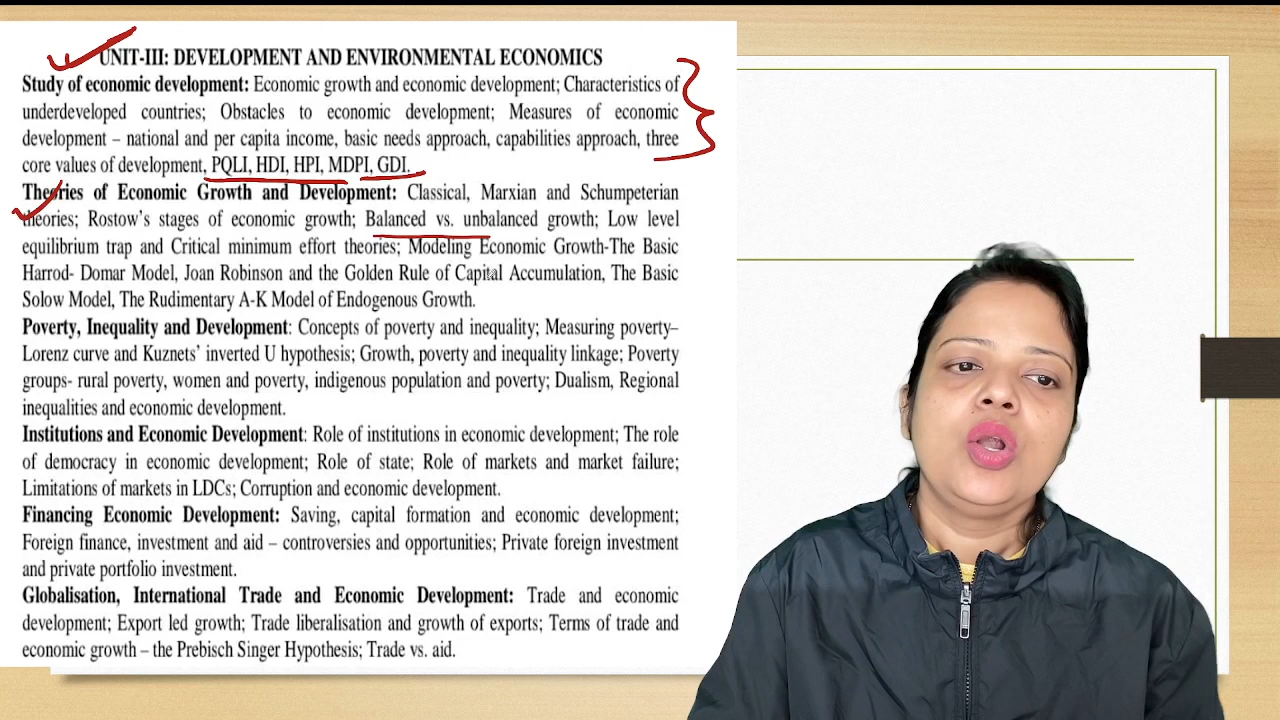 UNIT-III: DEVELOPMENT AND ENVIRONMENTAL ECONOMICS
Study of economic development: Economic growth and economic development; Characteristics of
underdeveloped countries; Obstacles to economic development; Measures of economic
development – national and per capita income, basic needs approach, capabilities approach, three
core values of development, PQLI, HDI, HPI, MDPI, GDI.
Theories of Economic Growth and Development: Classical, Marxian and Schumpeterian
theories; Rostow's stages of economic growth; Balanced vs. unbalanced growth; Low level
equilibrium trap and Critical minimum effort theories; Modeling Economic Growth-The Basic
Harrod- Domar Model, Joan Robinson and the Golden Rule of Capital Accumulation, The Basic
Solow Model, The Rudimentary A-K Model of Endogenous Growth.
Poverty, Inequality and Development: Concepts of poverty and inequality; Measuring poverty–
Lorenz curve and Kuznets' inverted U hypothesis; Growth, poverty and inequality linkage; Poverty
groups- rural poverty, women and poverty, indigenous population and poverty; Dualism, Regional
inequalities and economic development.
Institutions and Economic Development: Role of institutions in economic development; The role
of democracy in economic development; Role of state; Role of markets and market failure;
Limitations of markets in LDCs; Corruption and economic development.
Financing Economic Development: Saving, capital formation and economic development;
Foreign finance, investment and aid – controversies and opportunities; Private foreign investment
and private portfolio investment.
Globalisation, International Trade and Economic Development: Trade and economic
development; Export led growth; Trade liberalisation and growth of exports; Terms of trade and
economic growth – the Prebisch Singer Hypothesis; Trade vs. aid.